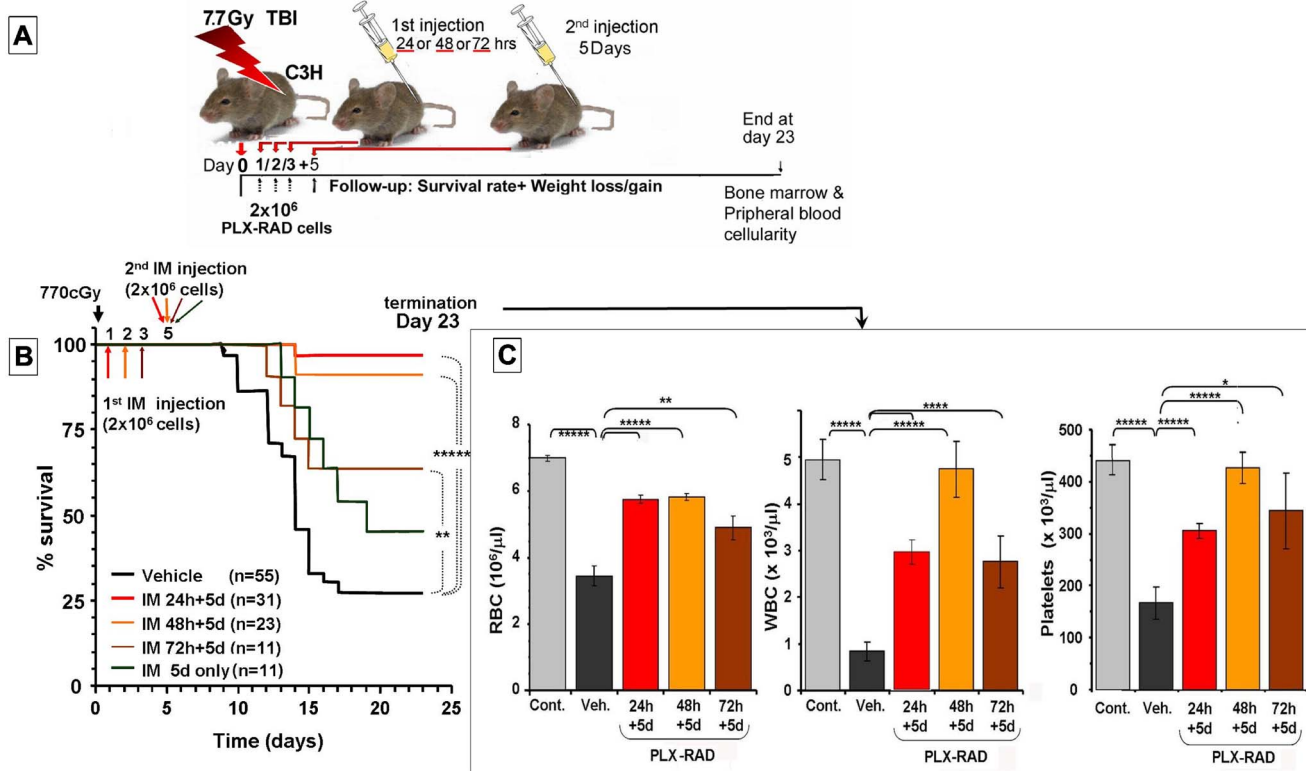 A
7.7Gy TBI
C3H
1st injection
24 or 48 or 72 hrs
2nd injection
5Days
End at
day 23
Day 0 1/2/3 +5
Follow-up: Survival rate+ Weight loss/gain
2x10⁶
PLX-RAD cells
Bone marrow &
Pripheral blood
cellularity
B
770cGy
2nd IM injection
(2x10⁶ cells)
1 2 3 5
1st IM injection
(2x10⁶ cells)
termination
Day 23
% survival
100
75
50
25
0
*****
**
Vehicle (n=55)
IM 24h+5d (n=31)
IM 48h+5d (n=23)
IM 72h+5d (n=11)
IM 5d only (n=11)
0 5 10 15 20 25
Time (days)
C
RBC (10⁶/µl)
8
6
4
2
0
**
***** *****
Cont. Veh. 24h +5d 48h +5d 72h +5d
PLX-RAD
WBC (x 10³/µl)
5
4
3
2
1
0
****
***** *****
Cont. Veh. 24h +5d 48h +5d 72h +5d
PLX-RAD
Platelets (x 10³/µl)
500
400
300
200
100
0
*
*****
***** *****
Cont. Veh. 24h +5d 48h +5d 72h +5d
PLX-RAD